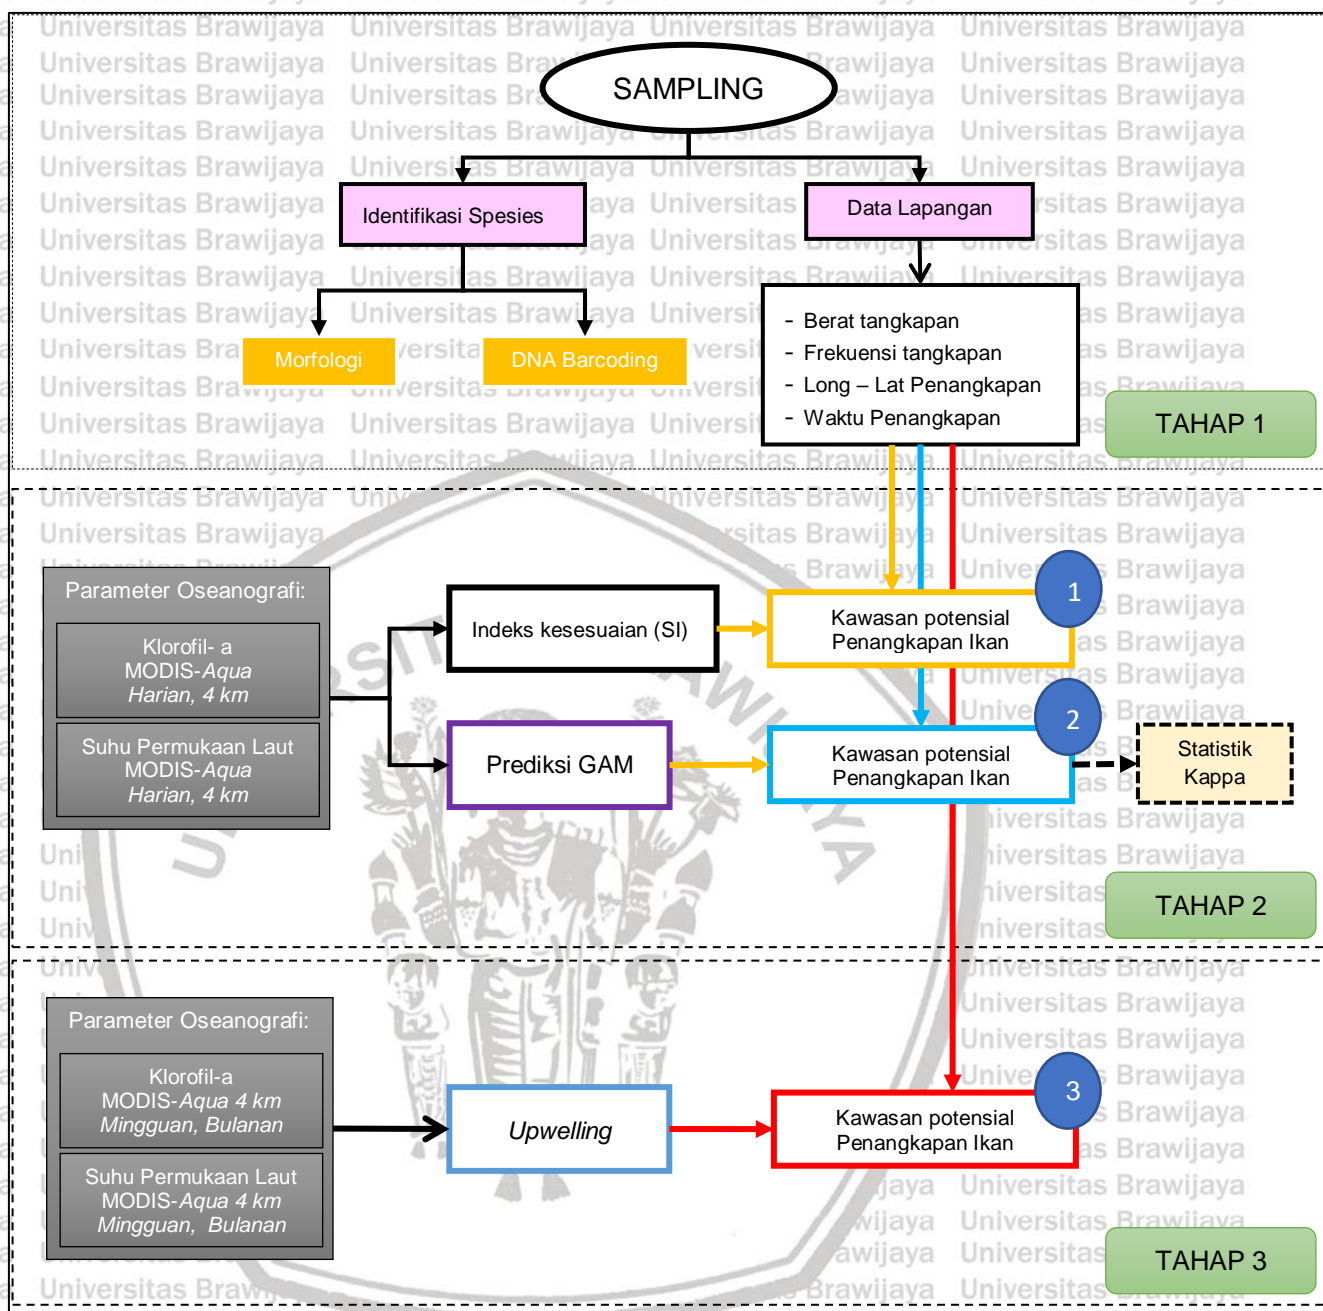 SAMPLING
Identifikasi Spesies
Data Lapangan
Morfologi
DNA Barcoding
- Berat tangkapan
- Frekuensi tangkapan
- Long – Lat Penangkapan
- Waktu Penangkapan
TAHAP 1
Parameter Oseanografi:
Klorofil- a
MODIS-Aqua
Harian, 4 km
Suhu Permukaan Laut
MODIS-Aqua
Harian, 4 km
Indeks kesesuaian (SI)
Kawasan potensial
Penangkapan Ikan
1
Prediksi GAM
Kawasan potensial
Penangkapan Ikan
2
Statistik
Kappa
TAHAP 2
Parameter Oseanografi:
Klorofil-a
MODIS-Aqua 4 km
Mingguan, Bulanan
Suhu Permukaan Laut
MODIS-Aqua 4 km
Mingguan, Bulanan
Upwelling
Kawasan potensial
Penangkapan Ikan
3
TAHAP 3